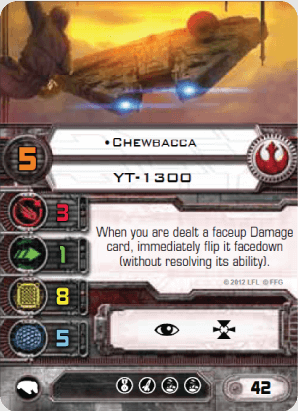 • Chewbacca
5
YT-1300
3
When you are dealt a faceup Damage
card, immediately flip it facedown
(without resolving its ability).
1
© 2012 LFL © FFG
8
5
42